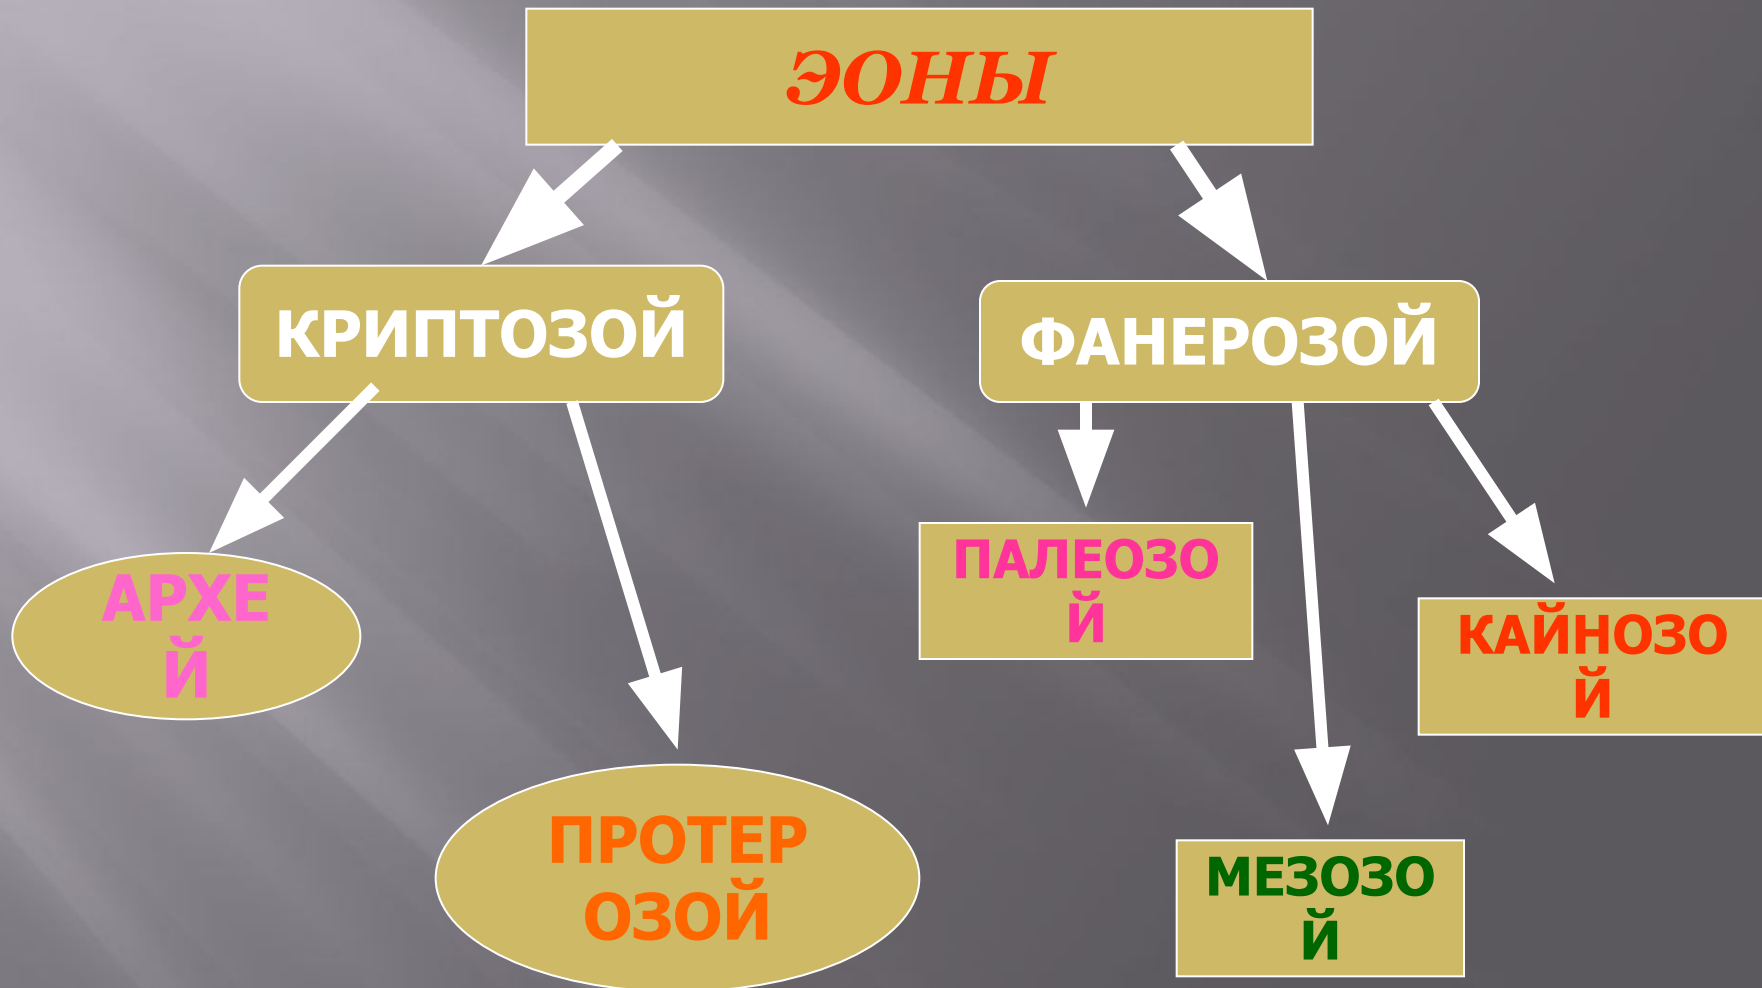 ЭОНЫ
КРИПТОЗОЙ
ФАНЕРОЗОЙ
АРХЕ
Й
ПРОТЕР
ОЗОЙ
ПАЛЕОЗО
Й
МЕЗОЗО
Й
КАЙНОЗО
Й